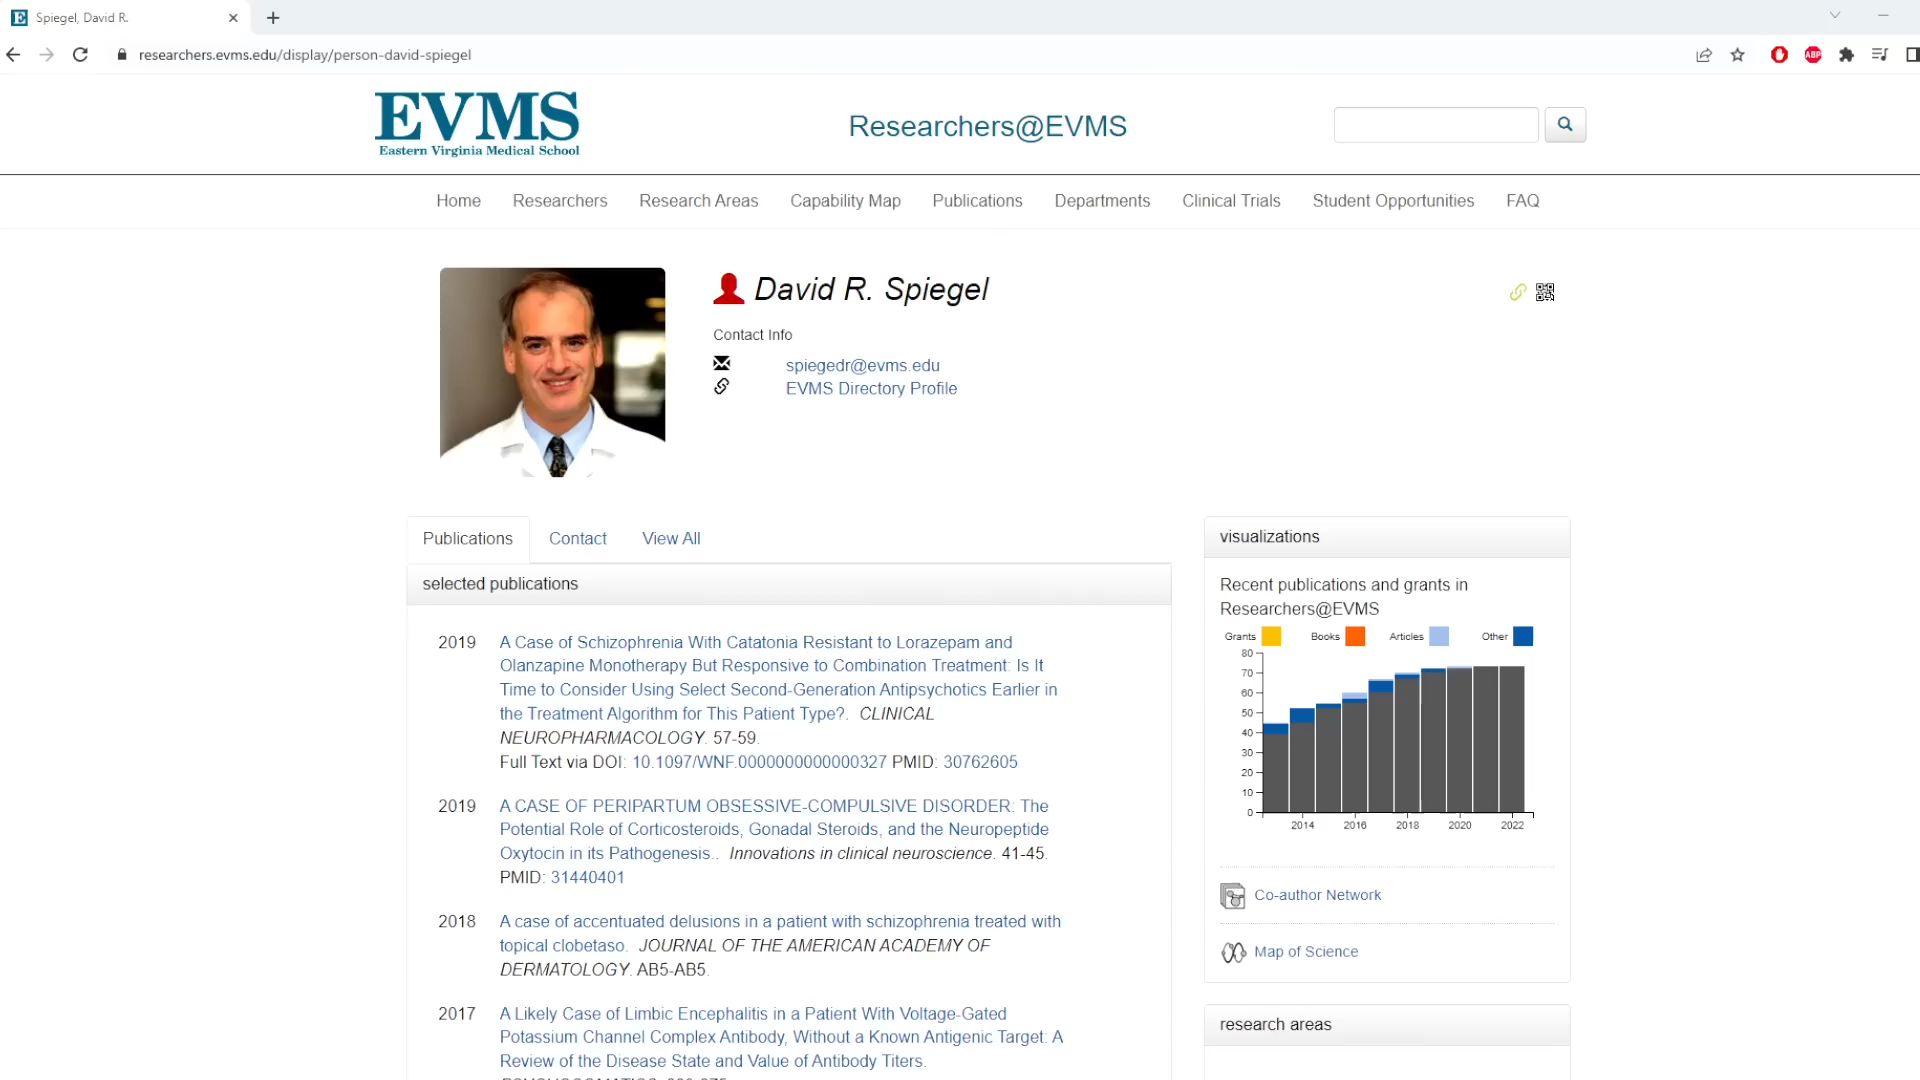 Spiegel, David R.
researchers.evms.edu/display/person-david-spiegel
ABP
EVMS
Eastern Virginia Medical School
Researchers@EVMS
Home Researchers Research Areas Capability Map Publications Departments Clinical Trials Student Opportunities FAQ
David R. Spiegel
Contact Info
spiegedr@evms.edu
EVMS Directory Profile
Publications Contact View All
selected publications
2019 A Case of Schizophrenia With Catatonia Resistant to Lorazepam and
Olanzapine Monotherapy But Responsive to Combination Treatment: Is It
Time to Consider Using Select Second-Generation Antipsychotics Earlier in
the Treatment Algorithm for This Patient Type?. CLINICAL
NEUROPHARMACOLOGY. 57-59.
Full Text via DOI: 10.1097/WNF.0000000000000327 PMID: 30762605
2019 A CASE OF PERIPARTUM OBSESSIVE-COMPULSIVE DISORDER: The
Potential Role of Corticosteroids, Gonadal Steroids, and the Neuropeptide
Oxytocin in its Pathogenesis.. Innovations in clinical neuroscience. 41-45.
PMID: 31440401
2018 A case of accentuated delusions in a patient with schizophrenia treated with
topical clobetaso. JOURNAL OF THE AMERICAN ACADEMY OF
DERMATOLOGY. AB5-AB5.
2017 A Likely Case of Limbic Encephalitis in a Patient With Voltage-Gated
Potassium Channel Complex Antibody, Without a Known Antigenic Target: A
Review of the Disease State and Value of Antibody Titers.
visualizations
Recent publications and grants in
Researchers@EVMS
Grants Books Articles Other
80
70
60
50
40
30
20
10
0
2014 2016 2018 2020 2022
Co-author Network
Map of Science
research areas